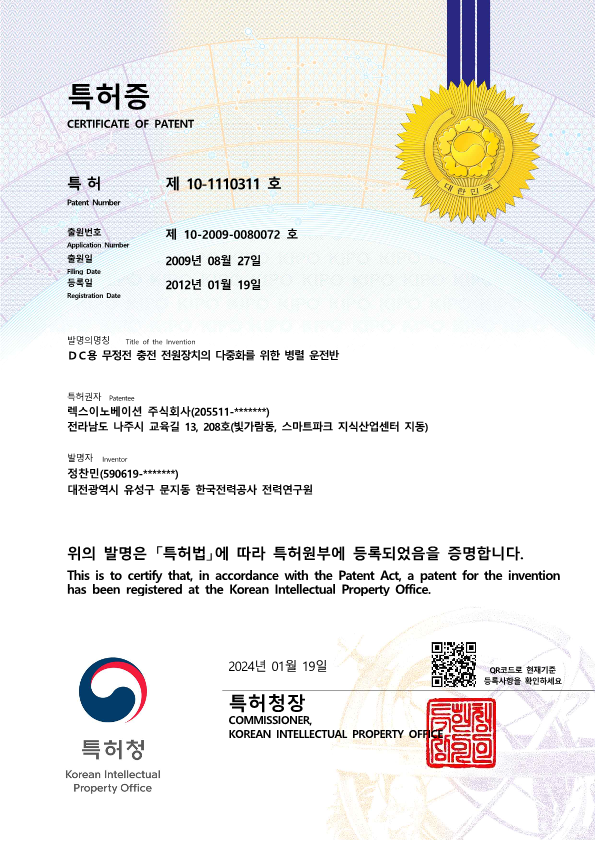 특허증
CERTIFICATE OF PATENT
대한민국
특 허 제 10-1110311 호
Patent Number
출원번호 제 10-2009-0080072 호
Application Number
출원일 2009년 08월 27일
Filing Date
등록일 2012년 01월 19일
Registration Date
발명의명칭 Title of the Invention
DC용 무정전 충전 전원장치의 다중화를 위한 병렬 운전반
특허권자 Patentee
렉스이노베이션 주식회사(205511-*******)
전라남도 나주시 교육길 13, 208호(빛가람동, 스마트파크 지식산업센터 지동)
발명자 Inventor
정찬민(590619-*******)
대전광역시 유성구 문지동 한국전력공사 전력연구원
위의 발명은 「특허법」에 따라 특허원부에 등록되었음을 증명합니다.
This is to certify that, in accordance with the Patent Act, a patent for the invention
has been registered at the Korean Intellectual Property Office.
2024년 01월 19일
QR코드로 현재기준
등록사항을 확인하세요
특허청장
COMMISSIONER,
KOREAN INTELLECTUAL PROPERTY OFFICE
특허청장의인
특허청
Korean Intellectual
Property Office